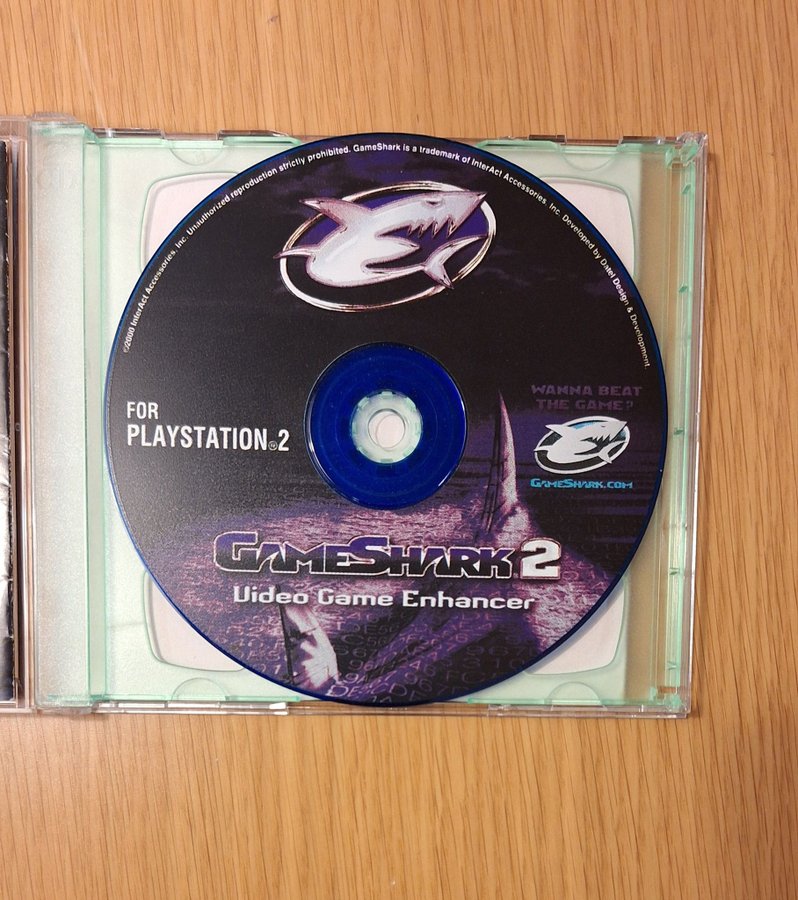 ©2000 InterAct Accessories, Inc. Unauthorized reproduction strictly prohibited. GameShark is a trademark of InterAct Accessories, Inc. Developed by Datel Design & Development.
FOR
PLAYSTATION®2
WANNA BEAT
THE GAME?
GAMESHARK.COM
GAMESHARK 2
Video Game Enhancer